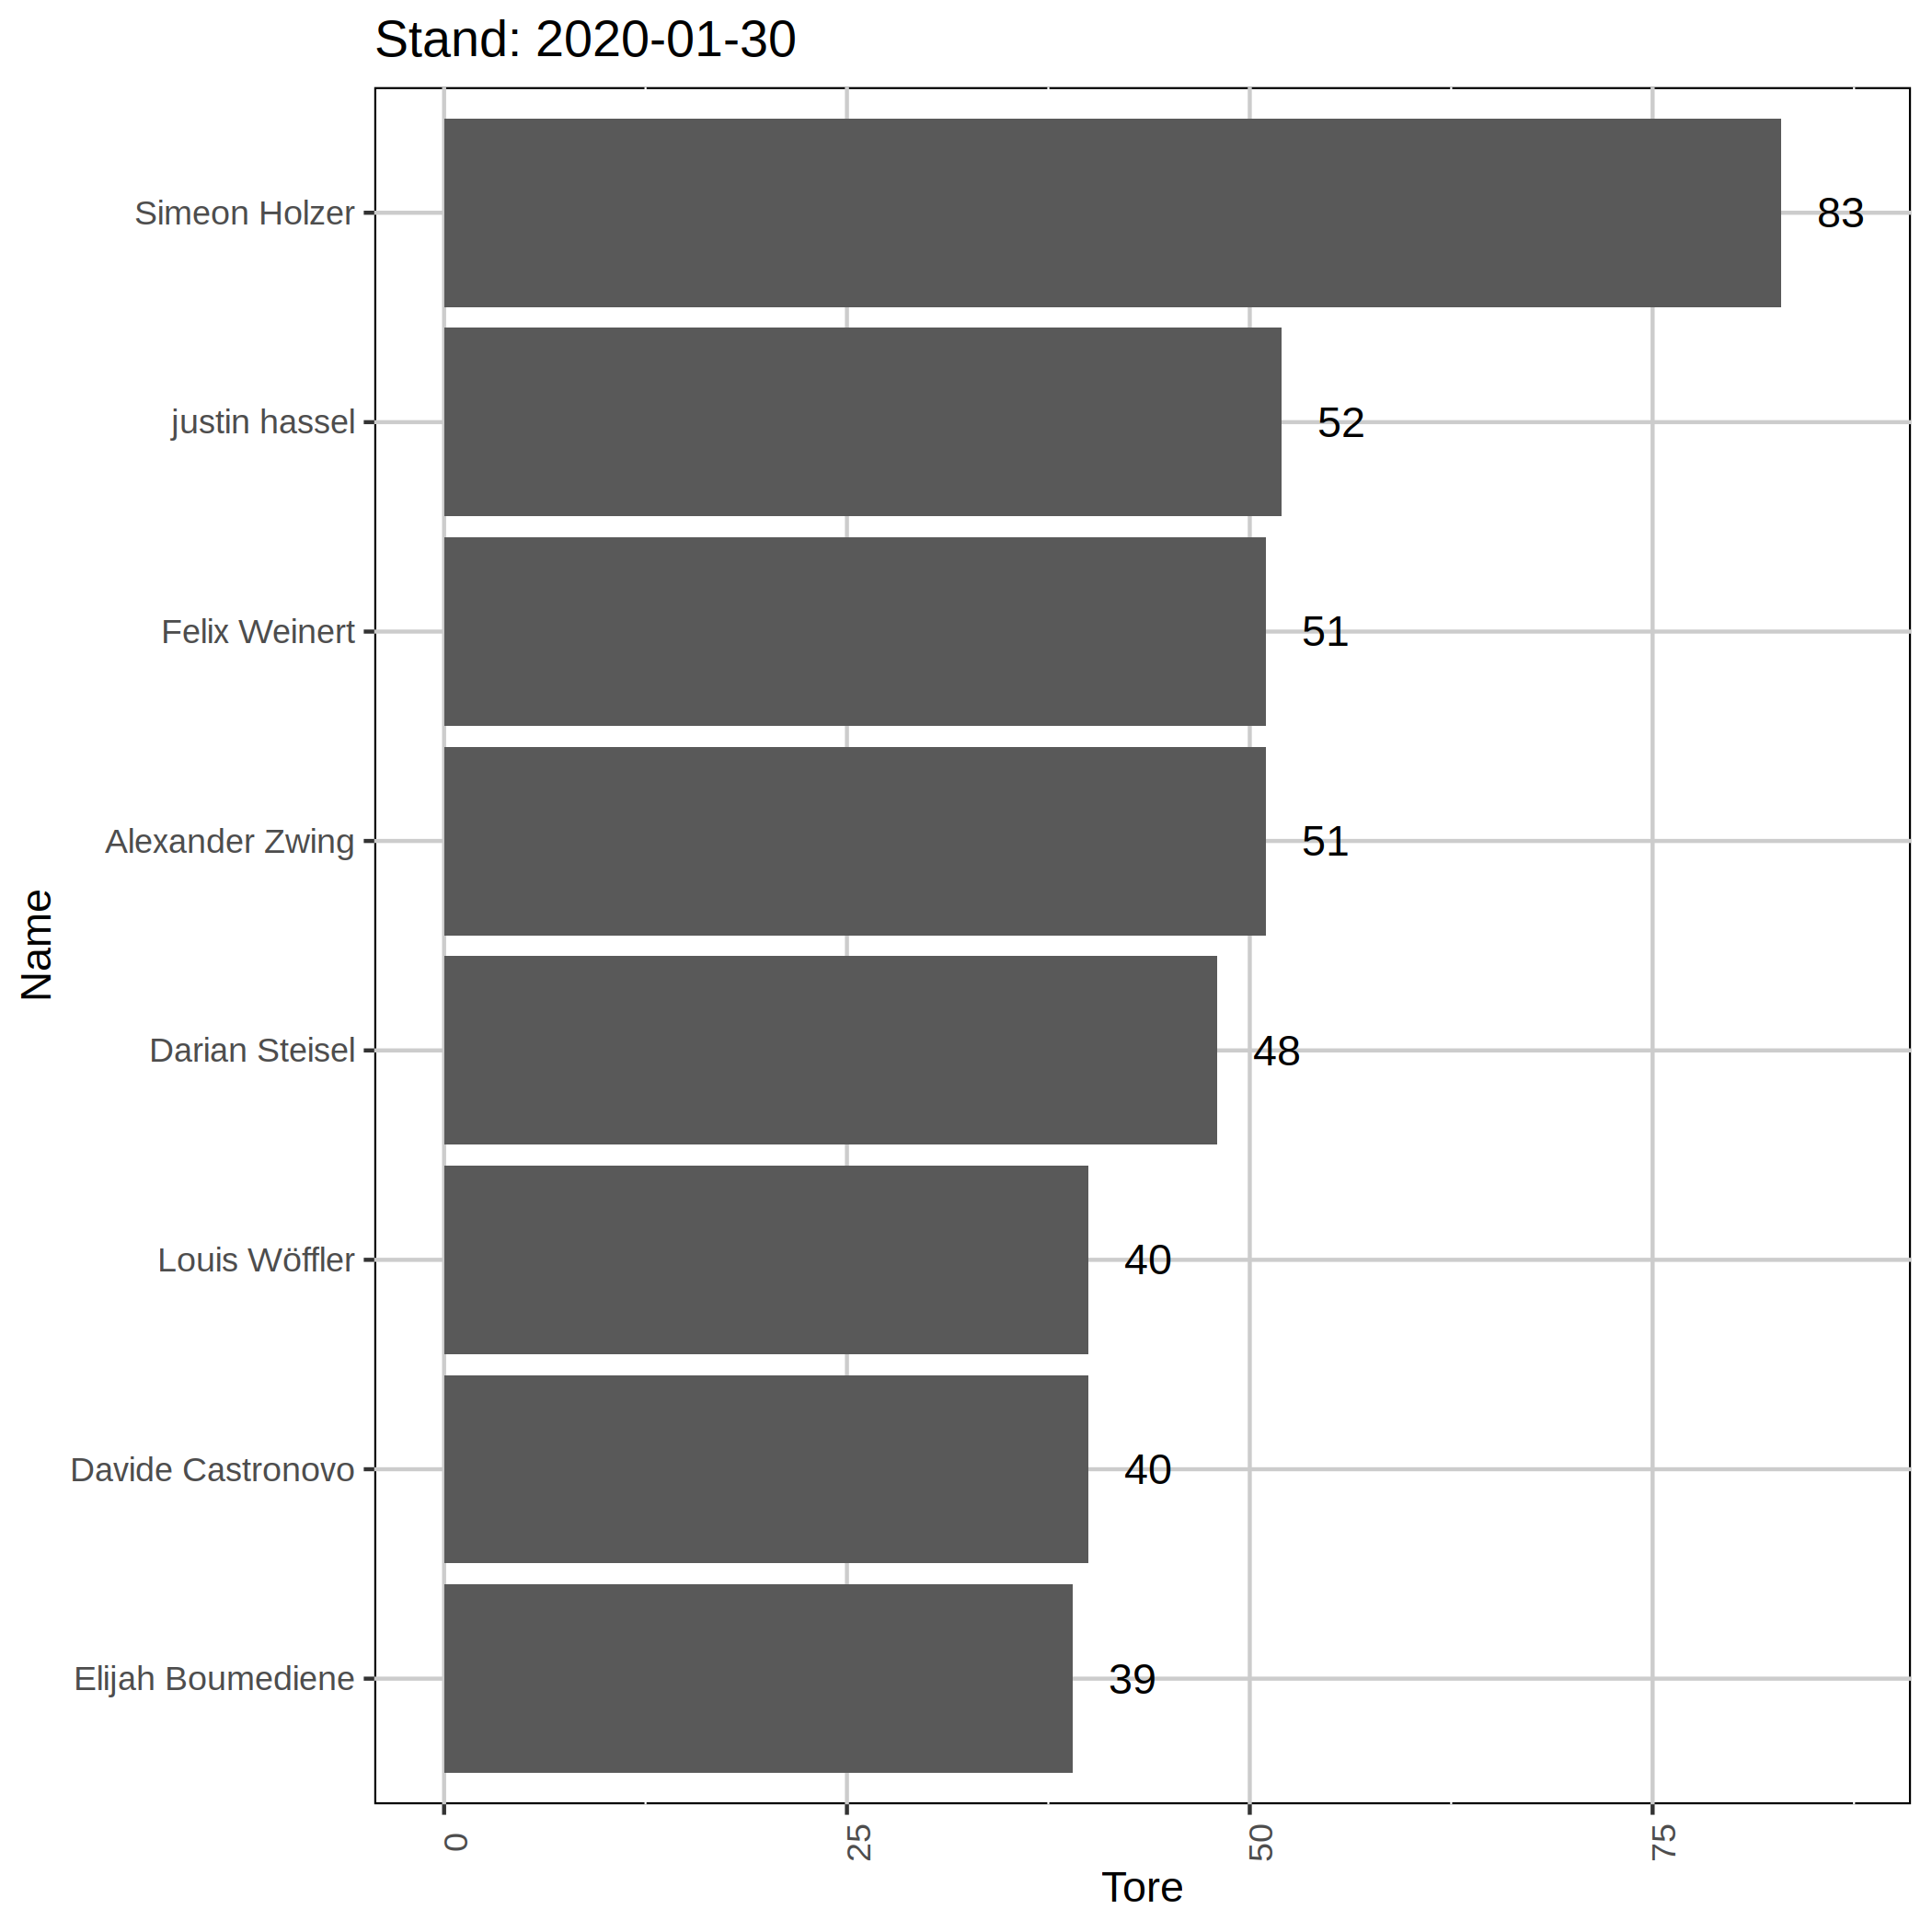 Stand: 2020-01-30
Simeon Holzer 83
justin hassel 52
Felix Weinert 51
Alexander Zwing 51
Darian Steisel 48
Louis Wöffler 40
Davide Castronovo 40
Elijah Boumediene 39
Name
0 25 50 75
Tore